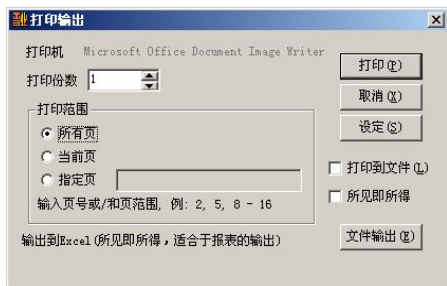 打印输出
打印机 Microsoft Office Document Image Writer
打印份数 1
打印(P)
取消(X)
设定(S)
打印范围
所有页
当前页
指定页
输入页号或/和页范围, 例: 2, 5, 8 - 16
打印到文件(L)
所见即所得
输出到Excel(所见即所得，适合于报表的输出)
文件输出(E)